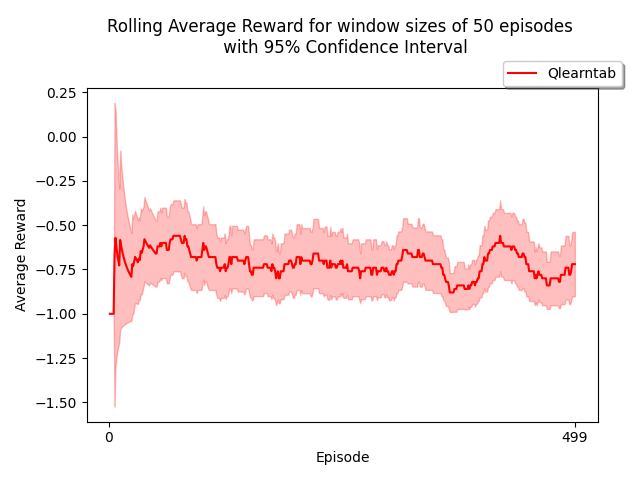 Rolling Average Reward for window sizes of 50 episodes
with 95% Confidence Interval
Qlearntab
0.25
0.00
−0.25
−0.50
−0.75
−1.00
−1.25
−1.50
Average Reward
0
499
Episode